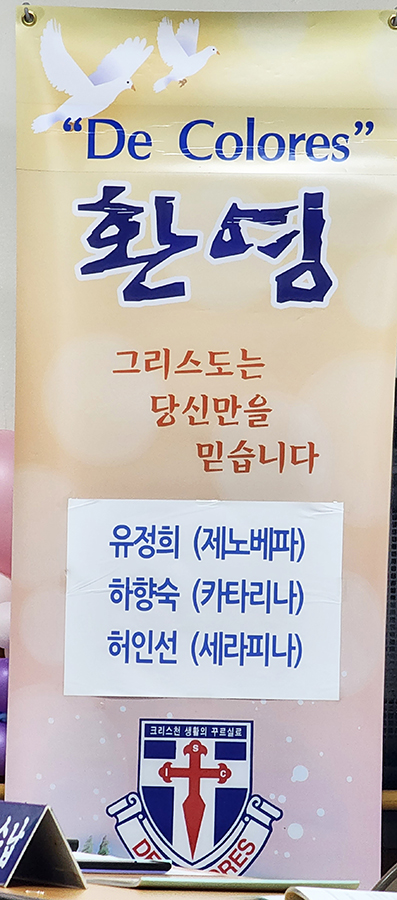 “De Colores”
환영
그리스도는
당신만을
믿습니다
유정희 (제노베파)
하향숙 (카타리나)
허인선 (세라피나)
크리스천 생활의 꾸르실료
S
I C